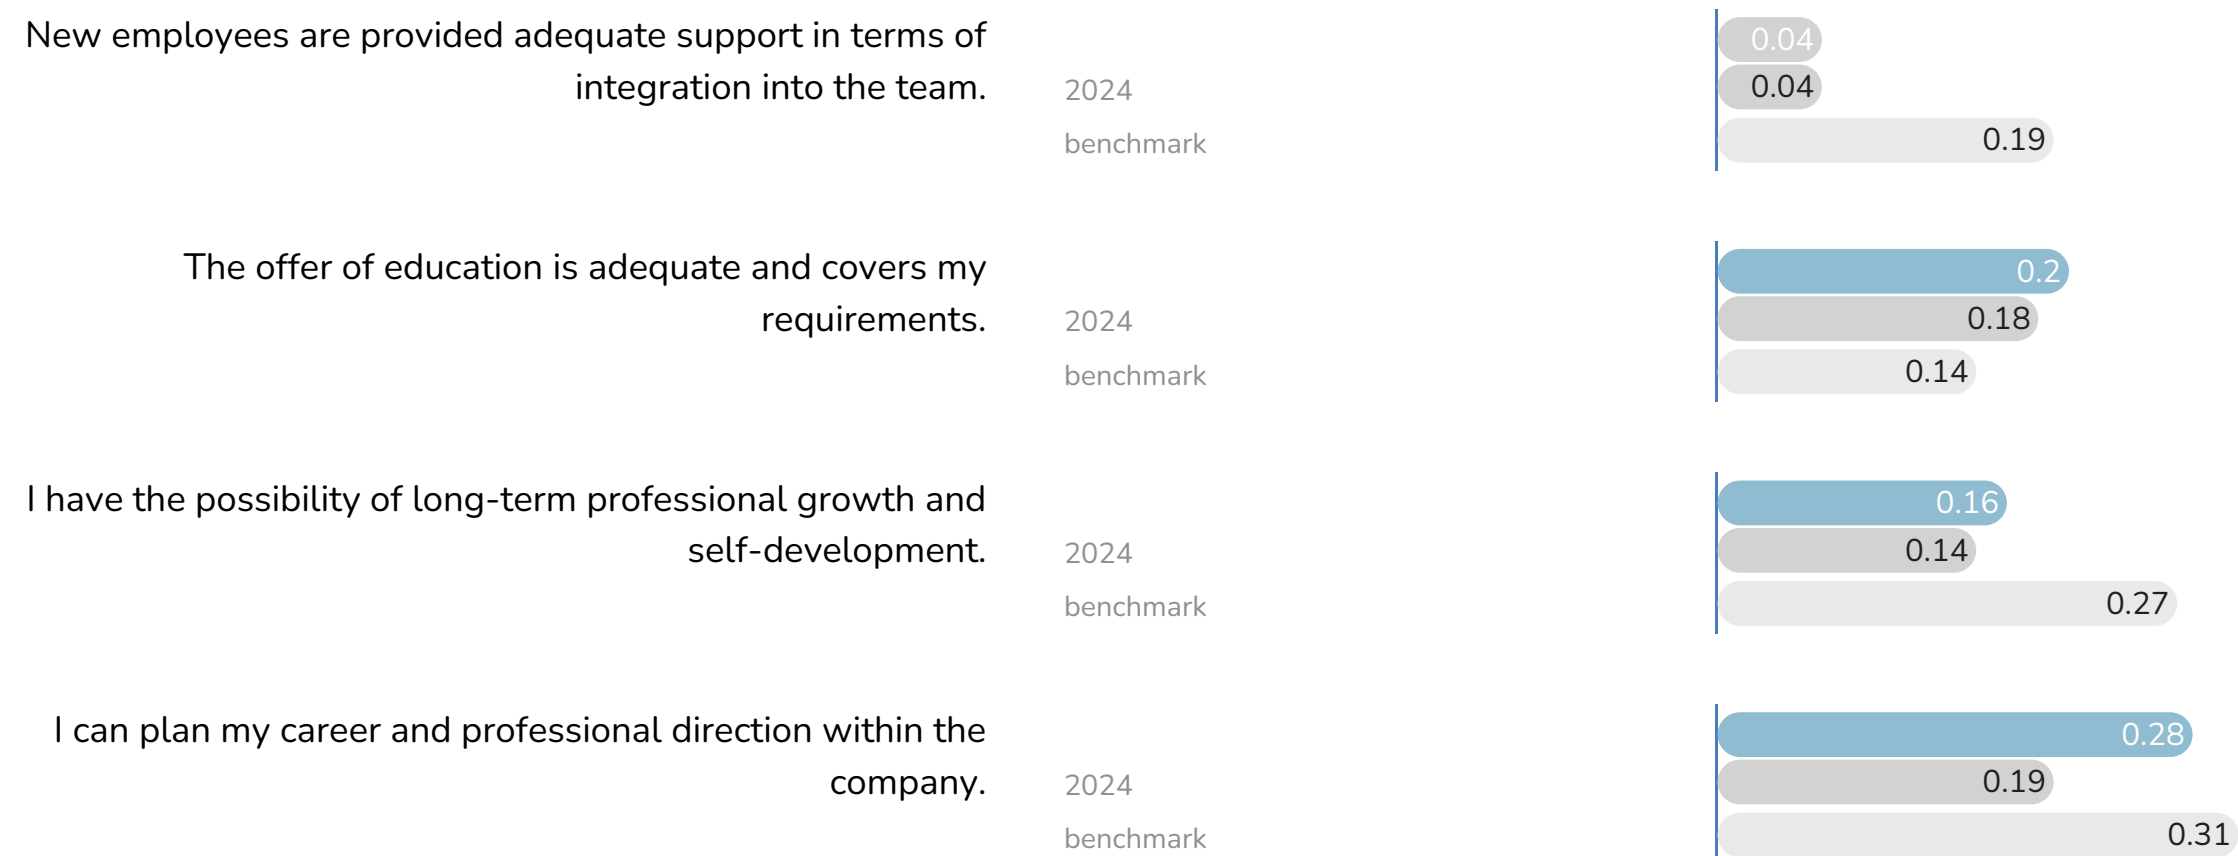 New employees are provided adequate support in terms of
integration into the team.
0.04
2024
0.04
benchmark
0.19
The offer of education is adequate and covers my
requirements.
0.2
2024
0.18
benchmark
0.14
I have the possibility of long-term professional growth and
self-development.
0.16
2024
0.14
benchmark
0.27
I can plan my career and professional direction within the
company.
0.28
2024
0.19
benchmark
0.31